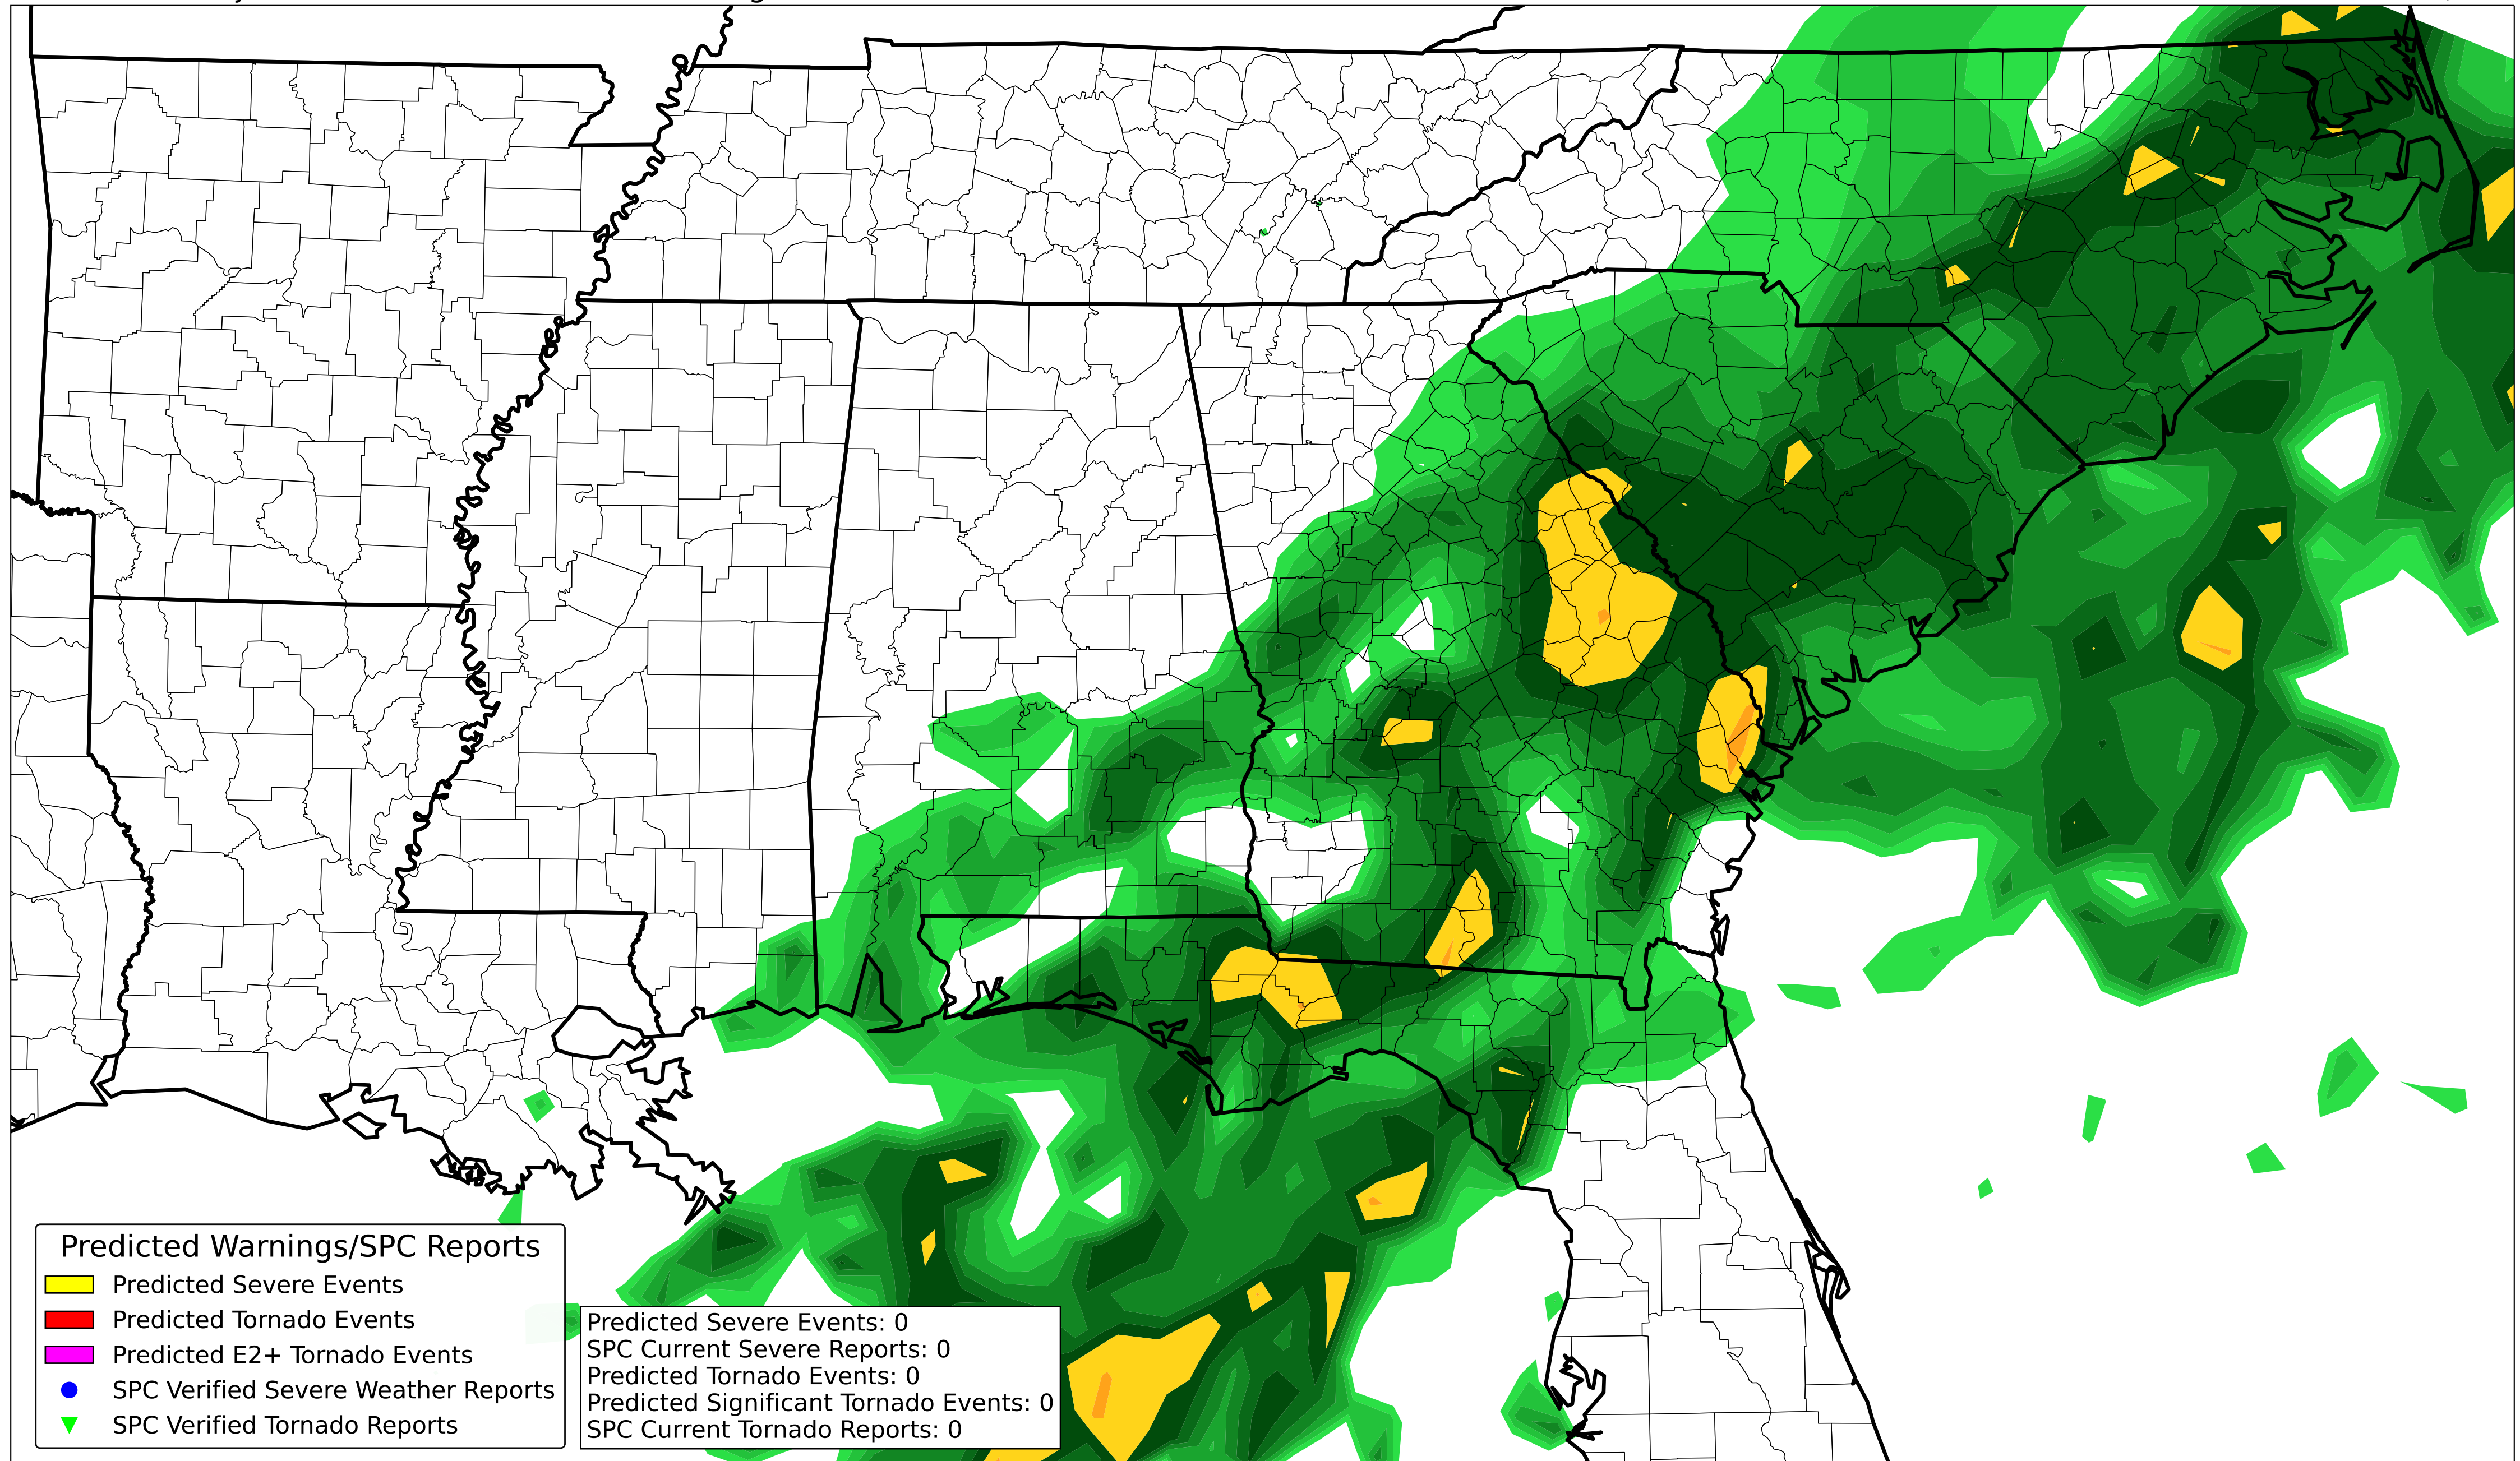 Predicted Warnings/SPC Reports
Predicted Severe Events
Predicted Tornado Events
Predicted E2+ Tornado Events
SPC Verified Severe Weather Reports
SPC Verified Tornado Reports
Predicted Severe Events: 0
SPC Current Severe Reports: 0
Predicted Tornado Events: 0
Predicted Significant Tornado Events: 0
SPC Current Tornado Reports: 0